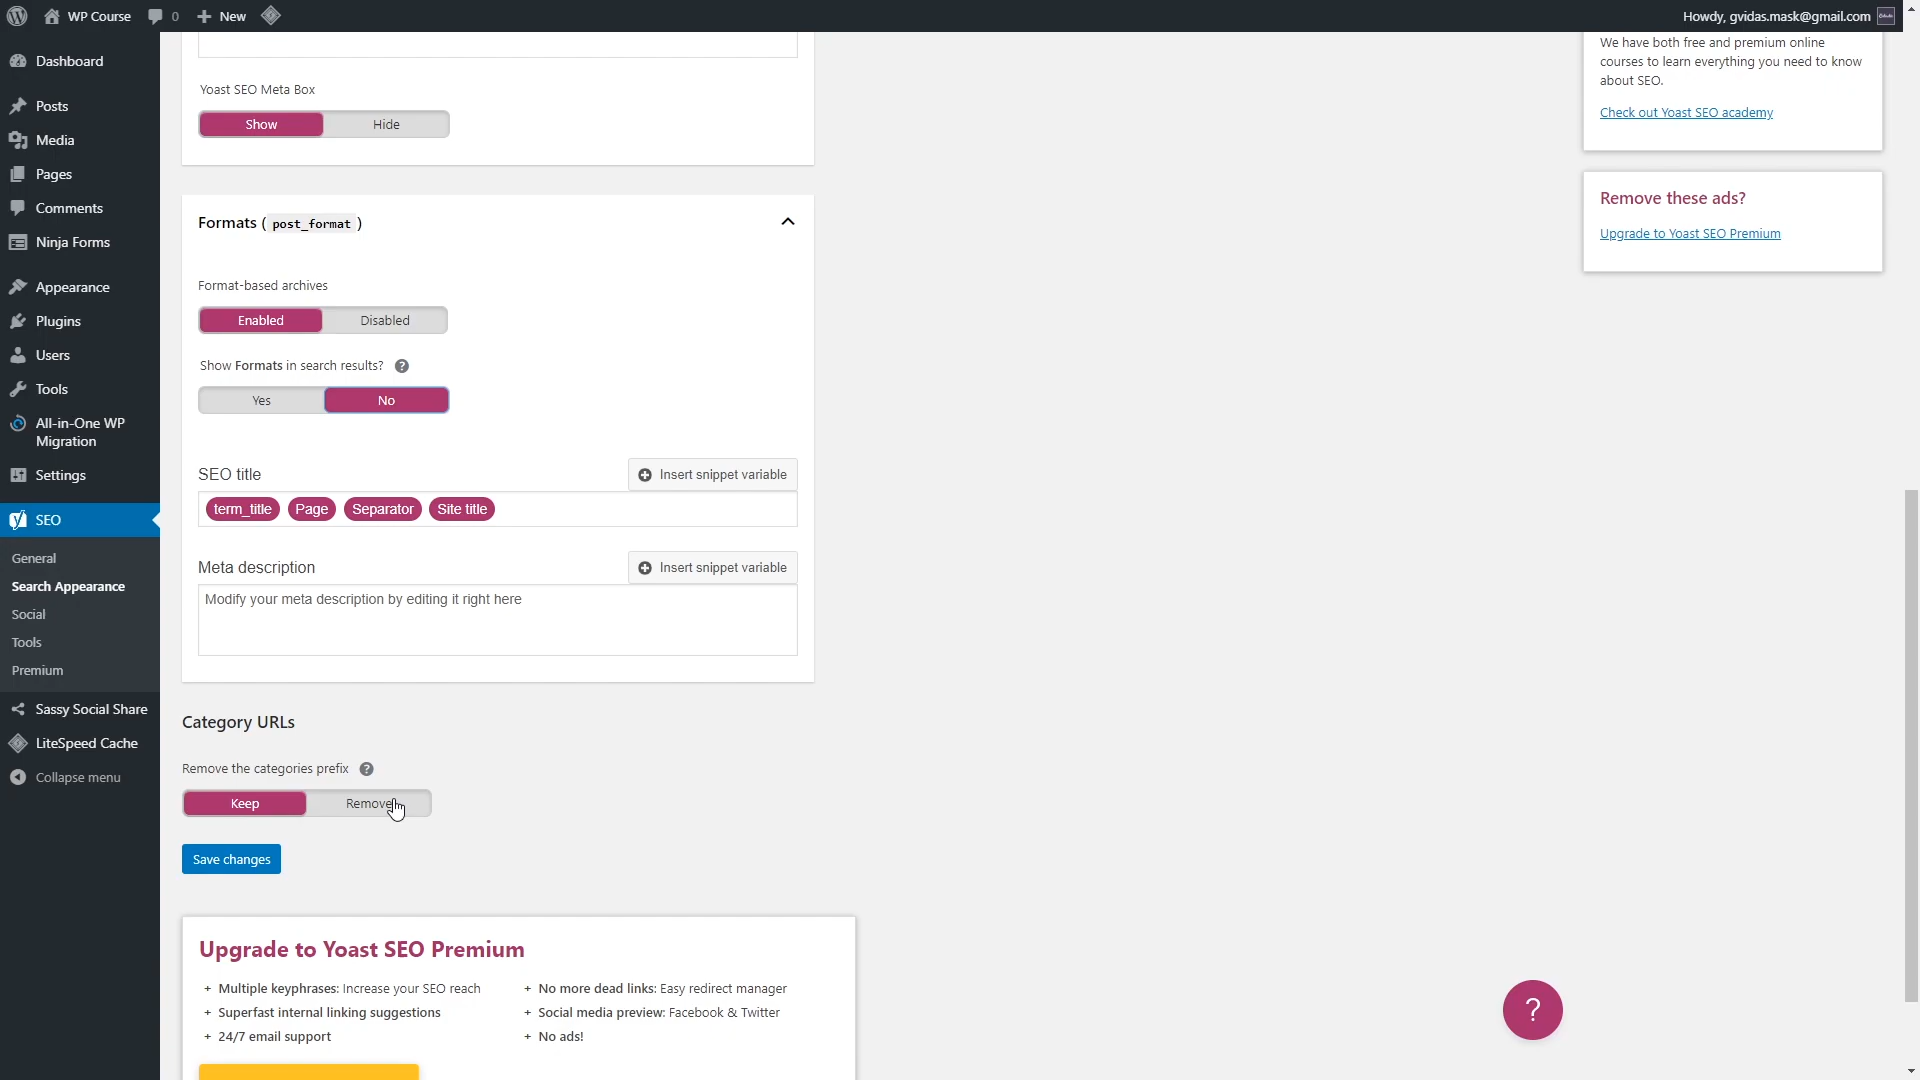 WP Course
0
New
Howdy, gvidas.mask@gmail.com
Dashboard
Posts
Media
Pages
Comments
Ninja Forms
Appearance
Plugins
Users
Tools
All-in-One WP
Migration
Settings
SEO
General
Search Appearance
Social
Tools
Premium
Sassy Social Share
LiteSpeed Cache
Collapse menu
Yoast SEO Meta Box
Show
Hide
Formats ( post_format )
Format-based archives
Enabled
Disabled
Show Formats in search results? ?
Yes
No
SEO title
Insert snippet variable
term_title
Page
Separator
Site title
Meta description
Insert snippet variable
Modify your meta description by editing it right here
Category URLs
Remove the categories prefix ?
Keep
Remove
Save changes
Upgrade to Yoast SEO Premium
+ Multiple keyphrases: Increase your SEO reach
+ Superfast internal linking suggestions
+ 24/7 email support
+ No more dead links: Easy redirect manager
+ Social media preview: Facebook & Twitter
+ No ads!
We have both free and premium online
courses to learn everything you need to know
about SEO.
Check out Yoast SEO academy
Remove these ads?
Upgrade to Yoast SEO Premium
?